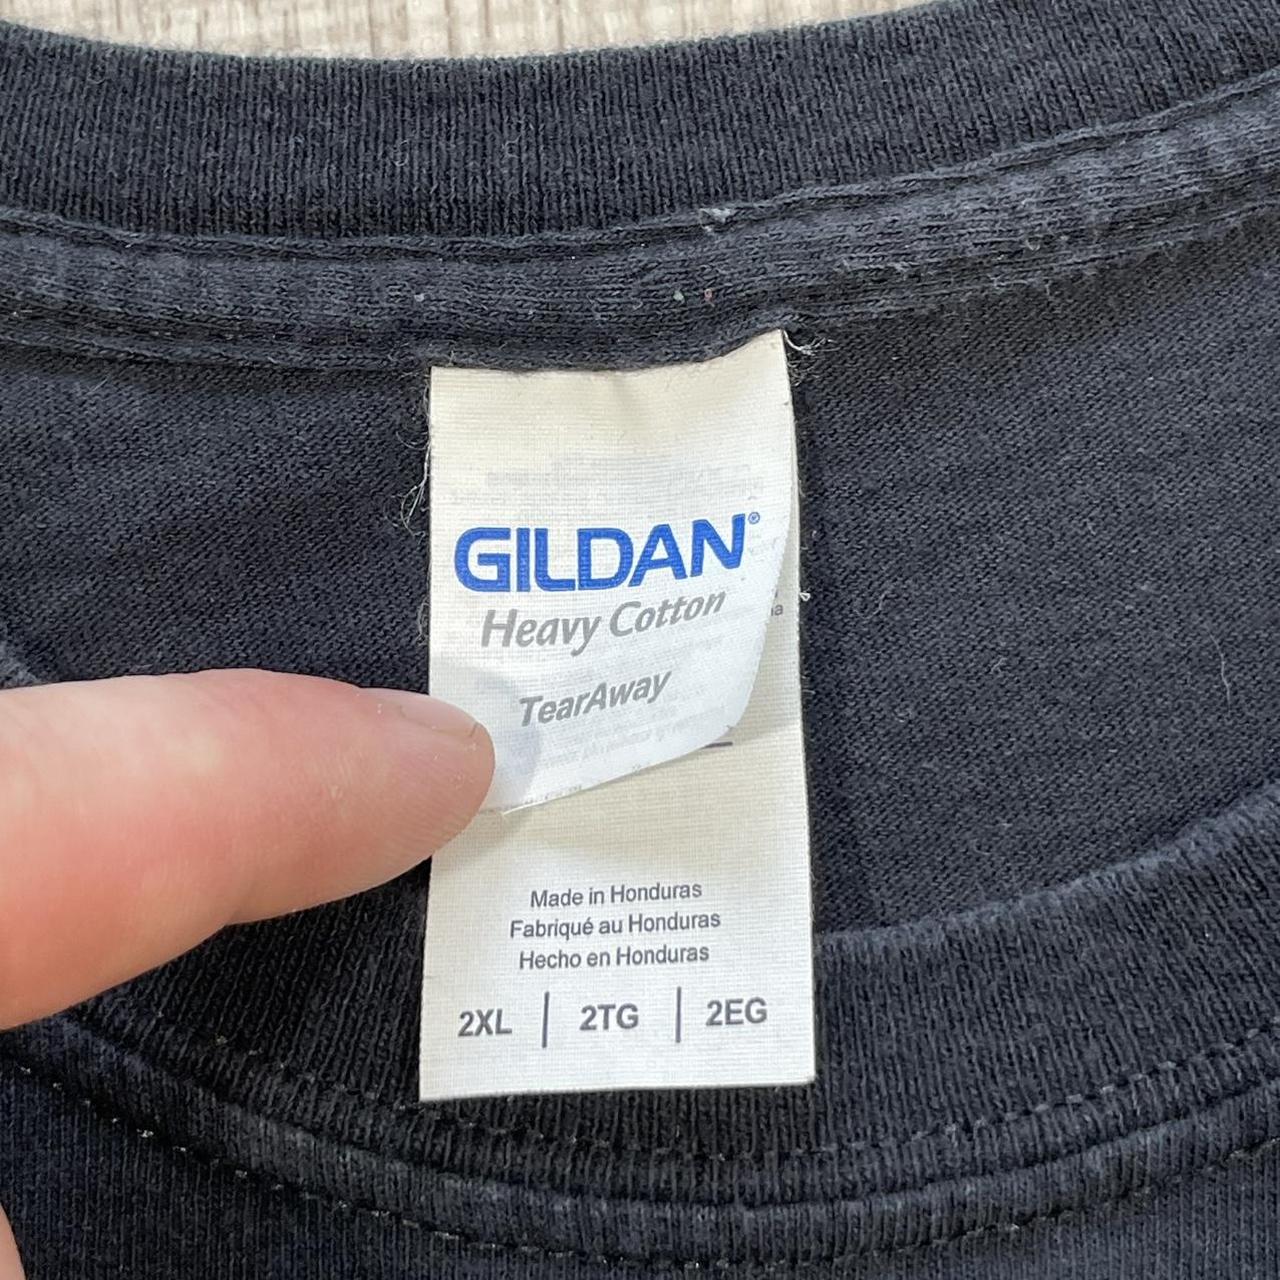 GILDAN®
Heavy Cotton
TearAway
Made in Honduras
Fabriqué au Honduras
Hecho en Honduras
2XL | 2TG | 2EG